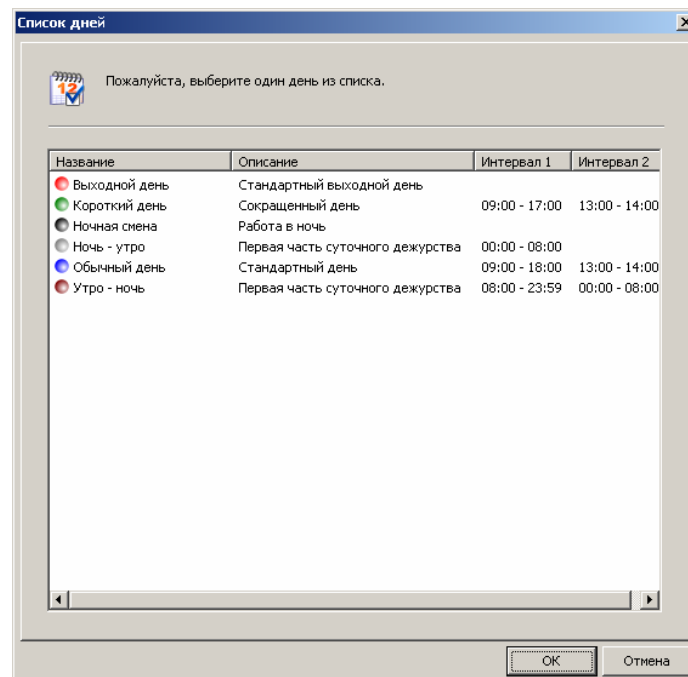 Список дней
12
Пожалуйста, выберите один день из списка.
Название Описание Интервал 1 Интервал 2
Выходной день Стандартный выходной день
Короткий день Сокращенный день 09:00 - 17:00 13:00 - 14:00
Ночная смена Работа в ночь
Ночь - утро Первая часть суточного дежурства 00:00 - 08:00
Обычный день Стандартный день 09:00 - 18:00 13:00 - 14:00
Утро - ночь Первая часть суточного дежурства 08:00 - 23:59 00:00 - 08:00
ОК Отмена